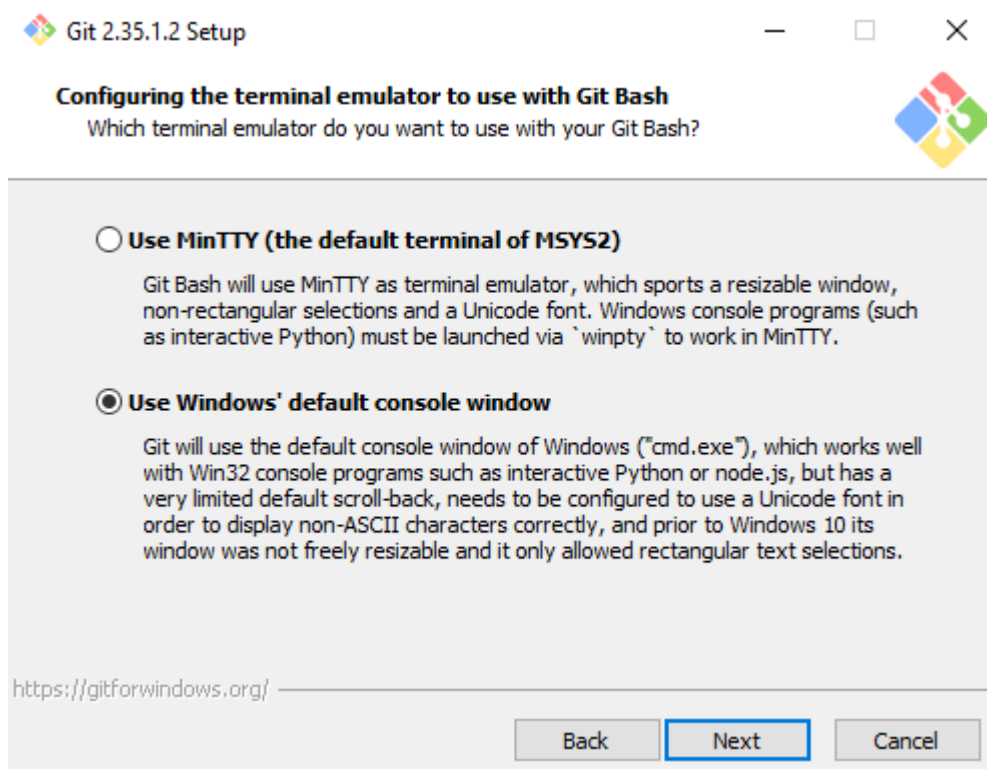 Git 2.35.1.2 Setup
Configuring the terminal emulator to use with Git Bash
Which terminal emulator do you want to use with your Git Bash?
Use MinTTY (the default terminal of MSYS2)
Git Bash will use MinTTY as terminal emulator, which sports a resizable window,
non-rectangular selections and a Unicode font. Windows console programs (such
as interactive Python) must be launched via `winpty` to work in MinTTY.
Use Windows' default console window
Git will use the default console window of Windows ("cmd.exe"), which works well
with Win32 console programs such as interactive Python or node.js, but has a
very limited default scroll-back, needs to be configured to use a Unicode font in
order to display non-ASCII characters correctly, and prior to Windows 10 its
window was not freely resizable and it only allowed rectangular text selections.
https://gitforwindows.org/
Back Next Cancel